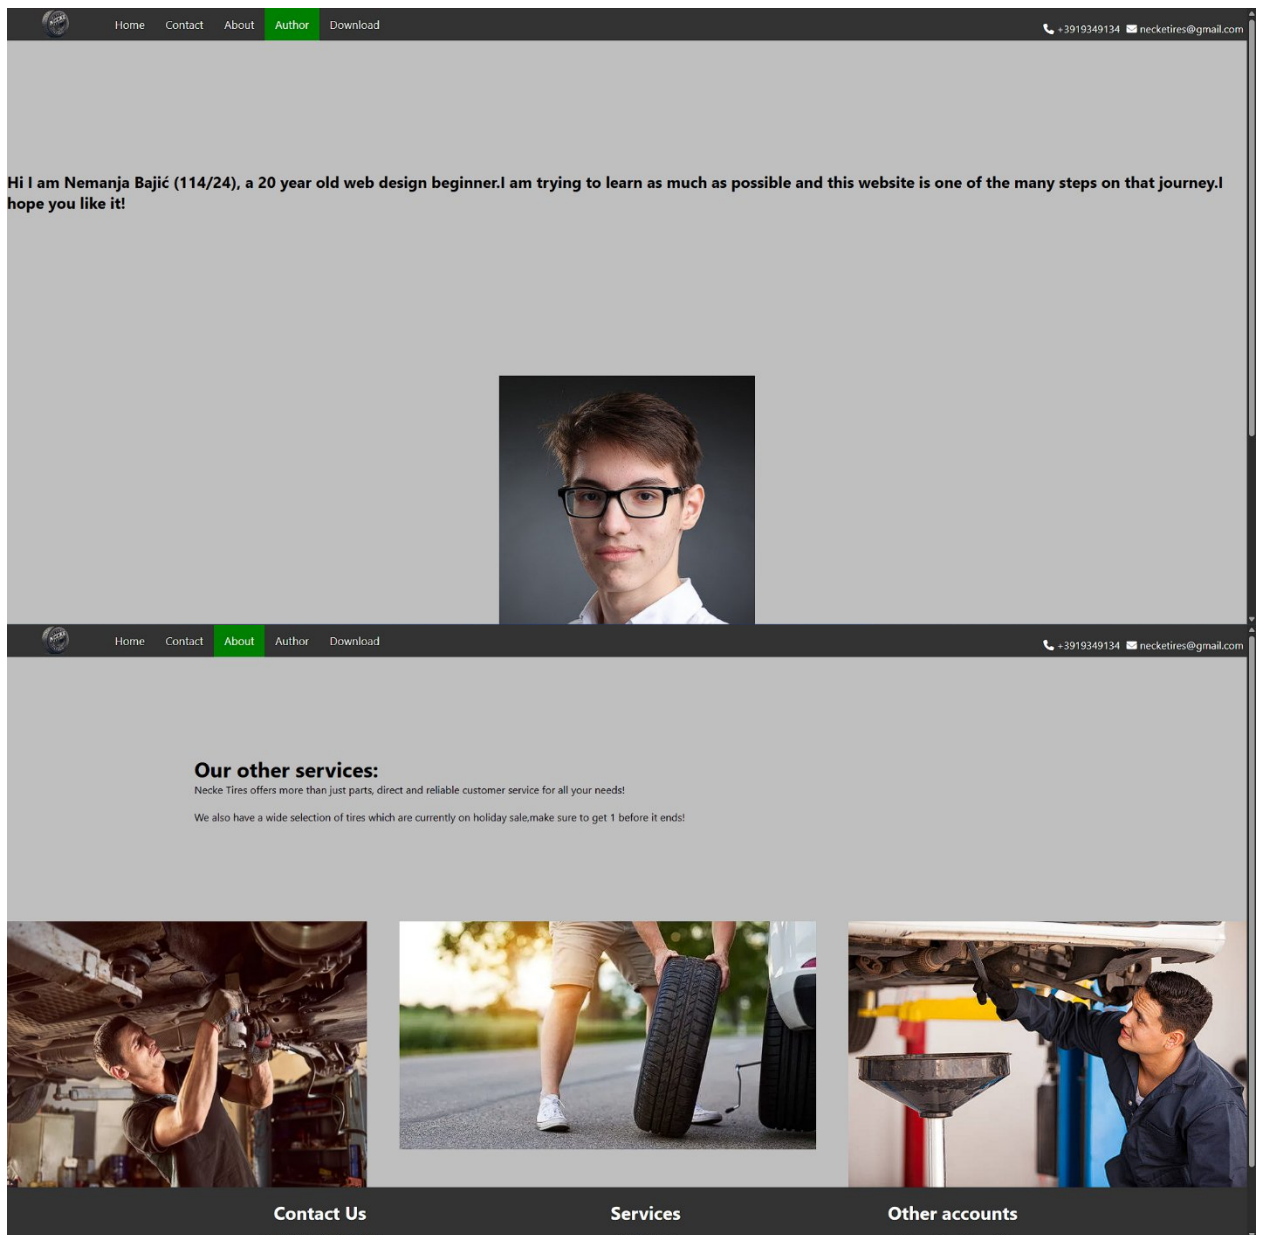 Home Contact About Author Download
+3919349134 necketires@gmail.com
Hi I am Nemanja Bajić (114/24), a 20 year old web design beginner.I am trying to learn as much as possible and this website is one of the many steps on that journey.I
hope you like it!
Home Contact About Author Download
+3919349134 necketires@gmail.com
Our other services:
Necke Tires offers more than just parts, direct and reliable customer service for all your needs!
We also have a wide selection of tires which are currently on holiday sale,make sure to get 1 before it ends!
Contact Us Services Other accounts